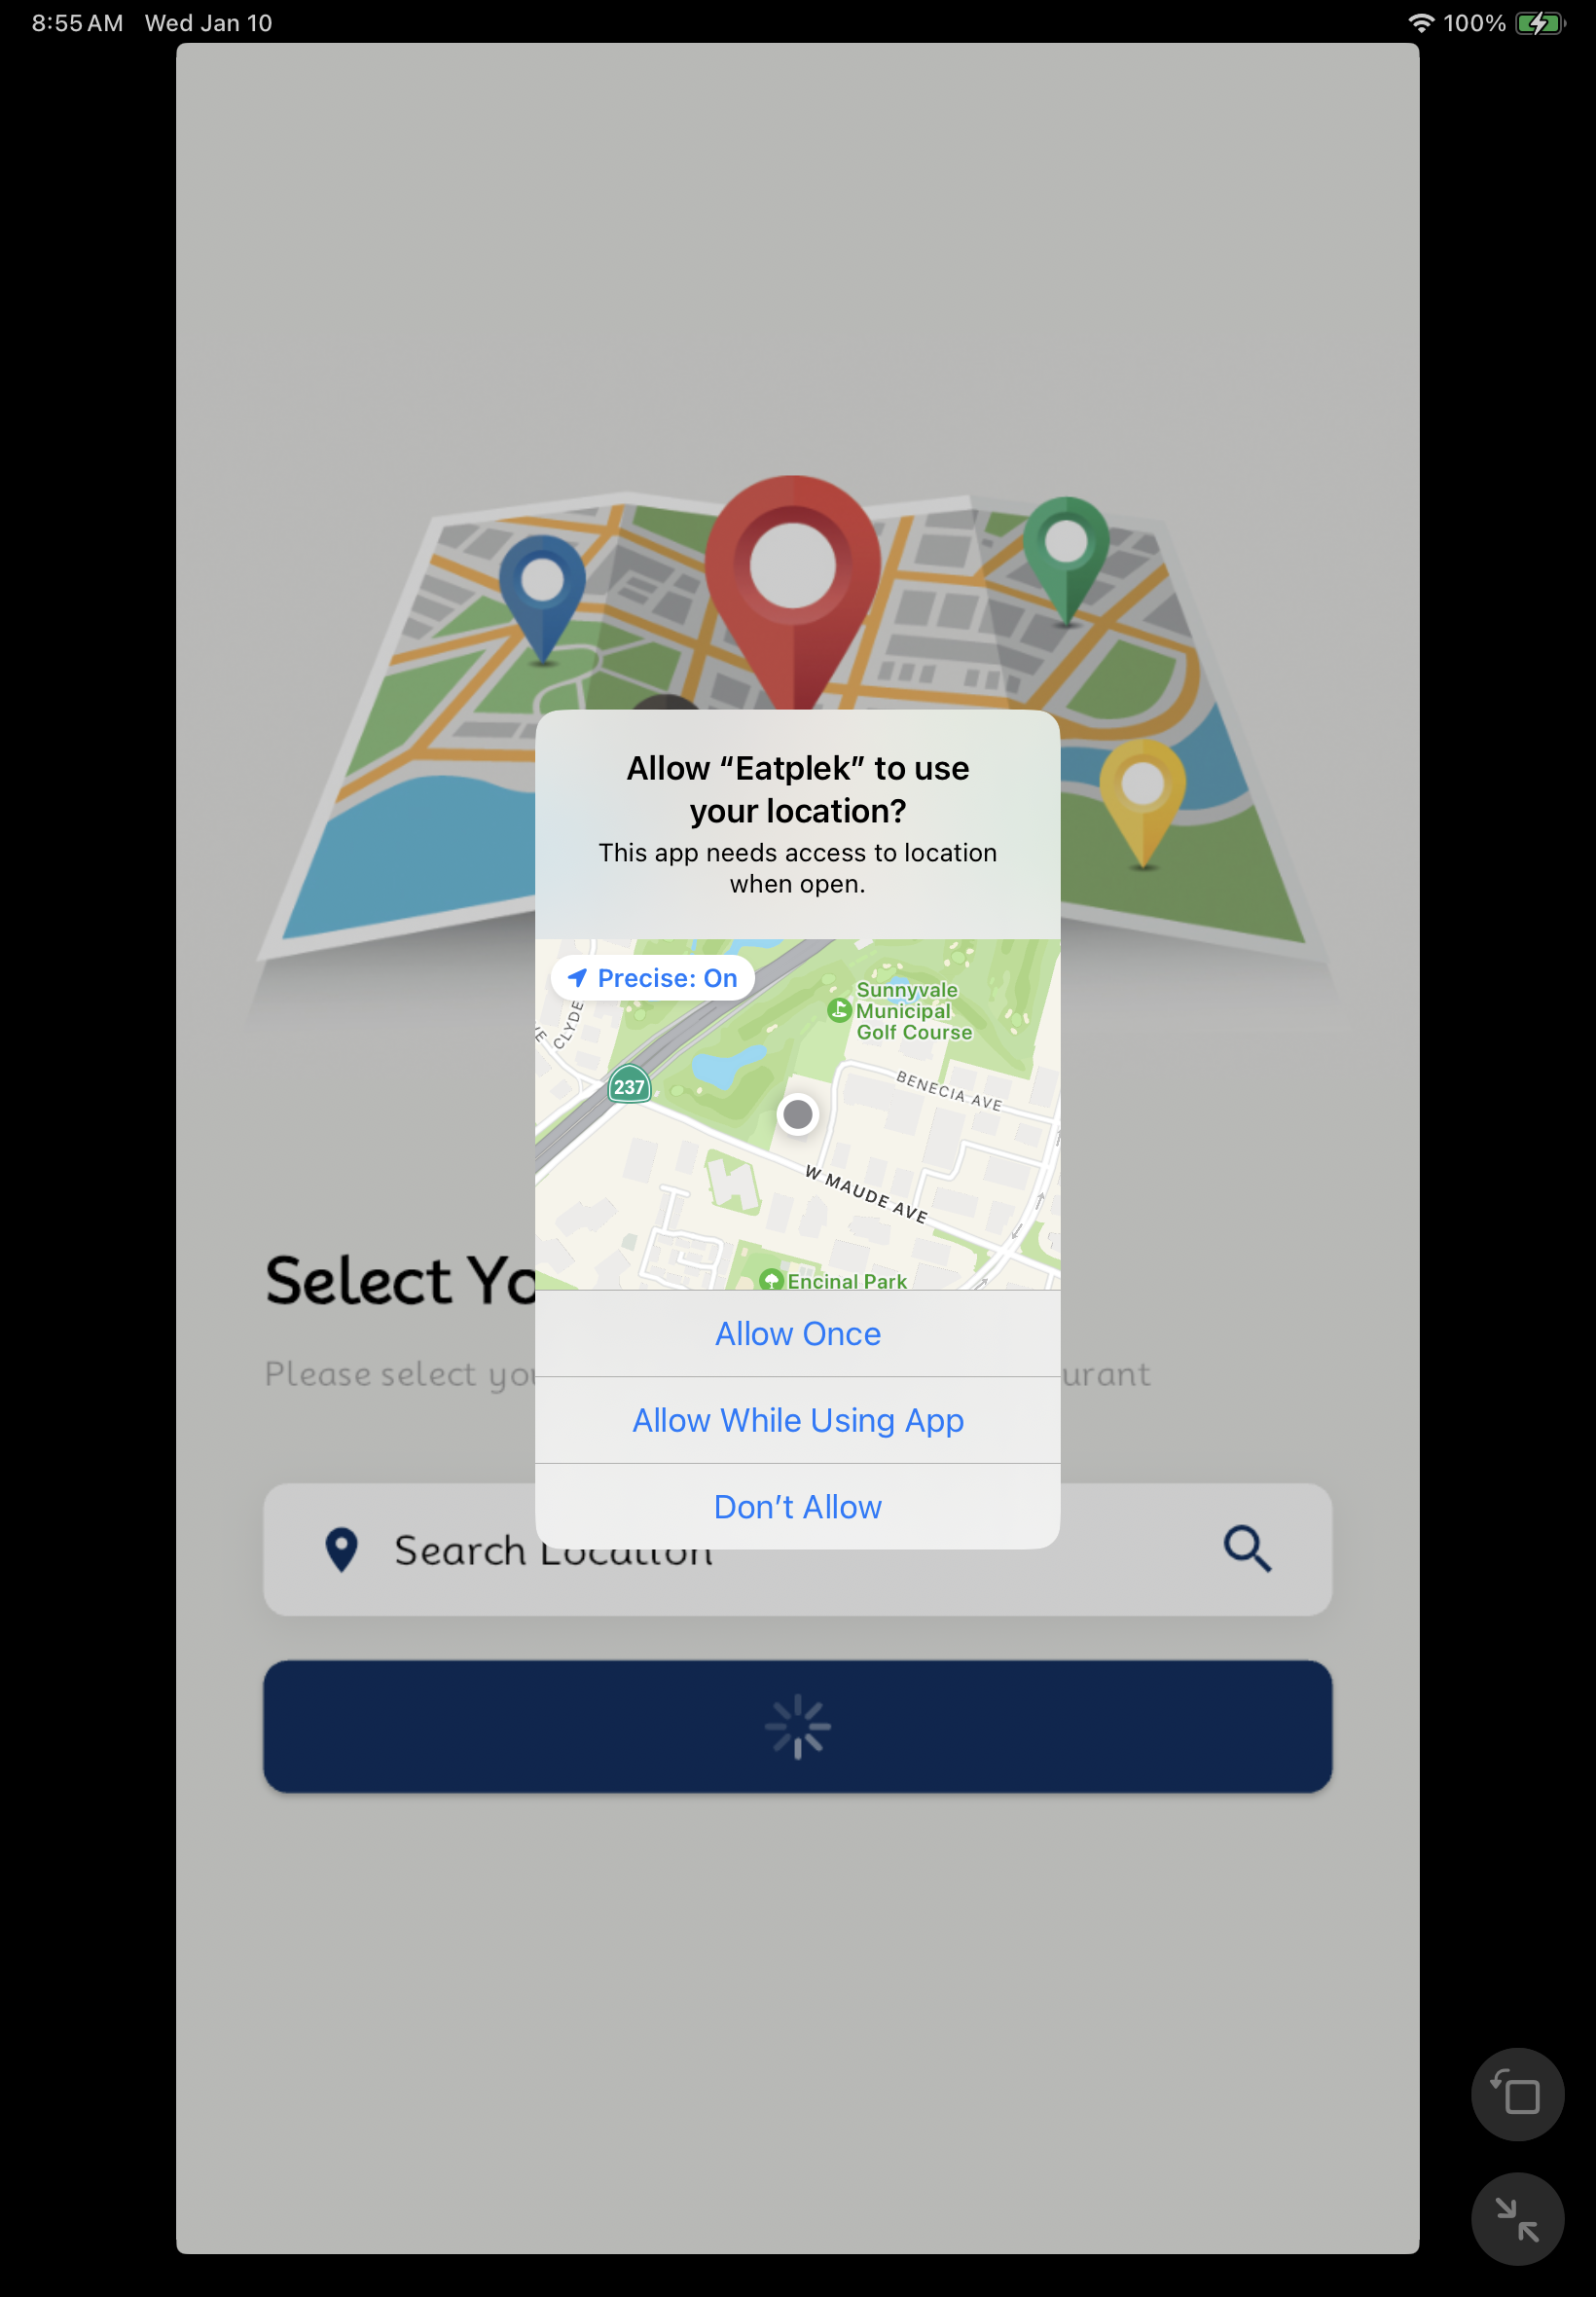 8:55 AM Wed Jan 10
100%
Allow “Eatplek” to use
your location?
This app needs access to location
when open.
Precise: On
CLYDE
Sunnyvale
Municipal
Golf Course
237
BENECIA AVE
W MAUDE AVE
Encinal Park
Select Yo
Allow Once
Please select you
urant
Allow While Using App
Don’t Allow
Search Location